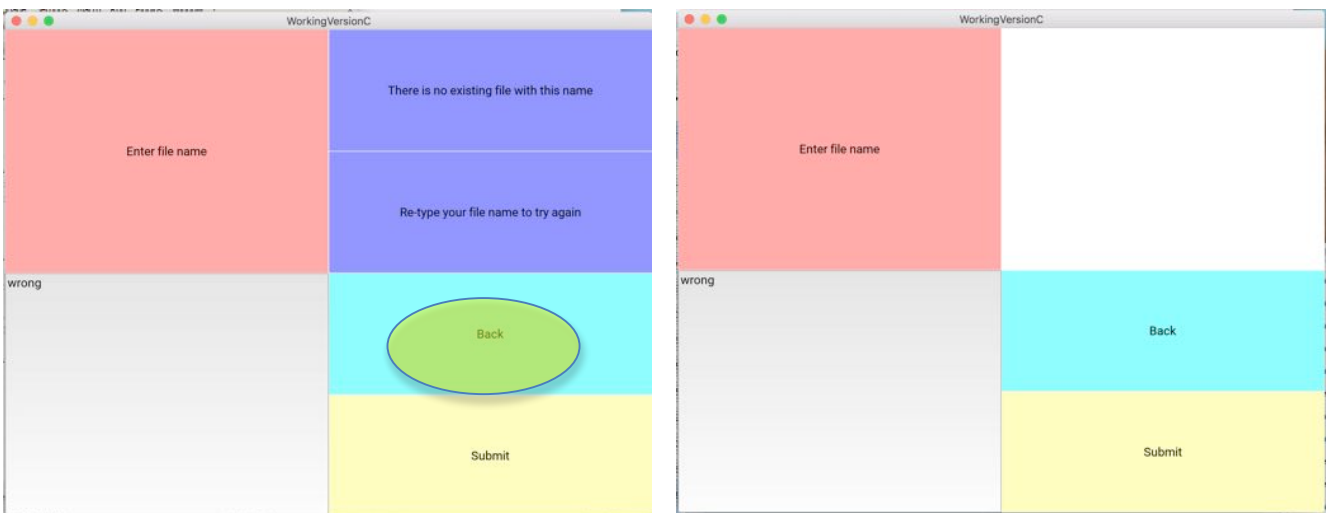 WorkingVersionC
Enter file name
There is no existing file with this name
Re-type your file name to try again
wrong
Back
Submit
WorkingVersionC
Enter file name
wrong
Back
Submit